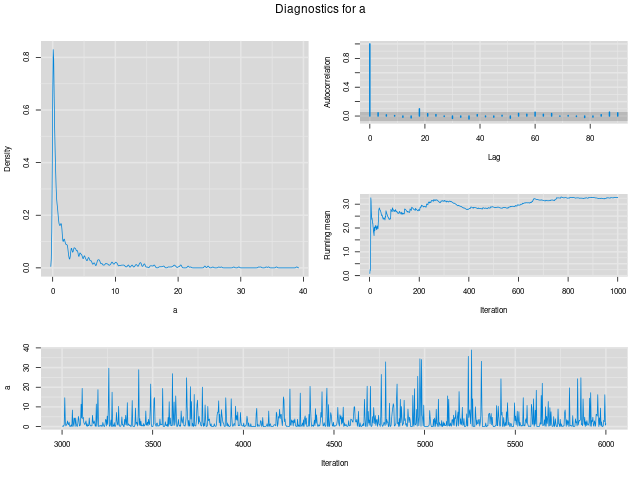 Diagnostics for a
Density
0.0 0.2 0.4 0.6 0.8
0 10 20 30 40
a
Autocorrelation
0.0 0.4 0.8
0 20 40 60 80
Lag
Running mean
0.0 1.0 2.0 3.0
0 200 400 600 800 1000
Iteration
a
0 10 20 30 40
3000 3500 4000 4500 5000 5500 6000
Iteration